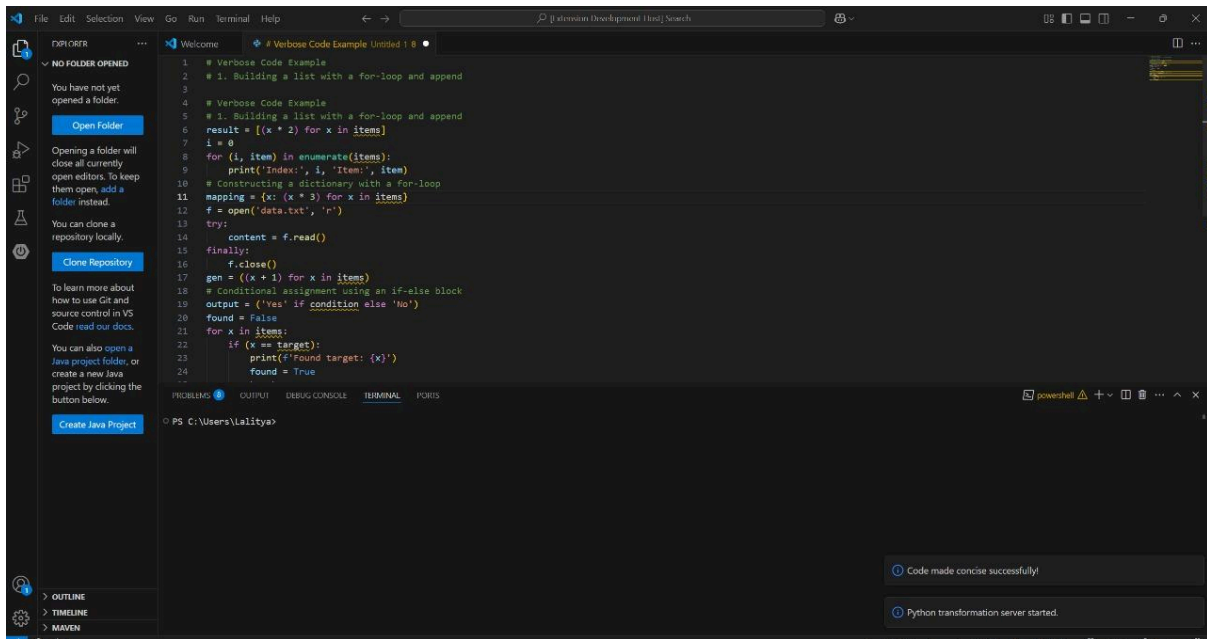 File Edit Selection View Go Run Terminal Help
[Extension Development Host] Search
EXPLORER
NO FOLDER OPENED
You have not yet
opened a folder.
Open Folder
Opening a folder will
close all currently
open editors. To keep
them open, add a
folder instead.
You can clone a
repository locally.
Clone Repository
To learn more about
how to use Git and
source control in VS
Code read our docs.
You can also open a
Java project folder, or
create a new Java
project by clicking the
button below.
Create Java Project
OUTLINE
TIMELINE
MAVEN
Welcome
# Verbose Code Example Untitled-1 8
1 # Verbose Code Example
2 # 1. Building a list with a for-loop and append
3
4 # Verbose Code Example
5 # 1. Building a list with a for-loop and append
6 result = [(x * 2) for x in items]
7 i = 0
8 for (i, item) in enumerate(items):
9 print('Index:', i, 'Item:', item)
10 # Constructing a dictionary with a for-loop
11 mapping = {x: (x * 3) for x in items}
12 f = open('data.txt', 'r')
13 try:
14 content = f.read()
15 finally:
16 f.close()
17 gen = ((x + 1) for x in items)
18 # Conditional assignment using an if-else block
19 output = ('Yes' if condition else 'No')
20 found = False
21 for x in items:
22 if (x == target):
23 print(f'Found target: {x}')
24 found = True
PROBLEMS 8 OUTPUT DEBUG CONSOLE TERMINAL PORTS
powershell
PS C:\Users\Lalitya>
Code made concise successfully!
Python transformation server started.